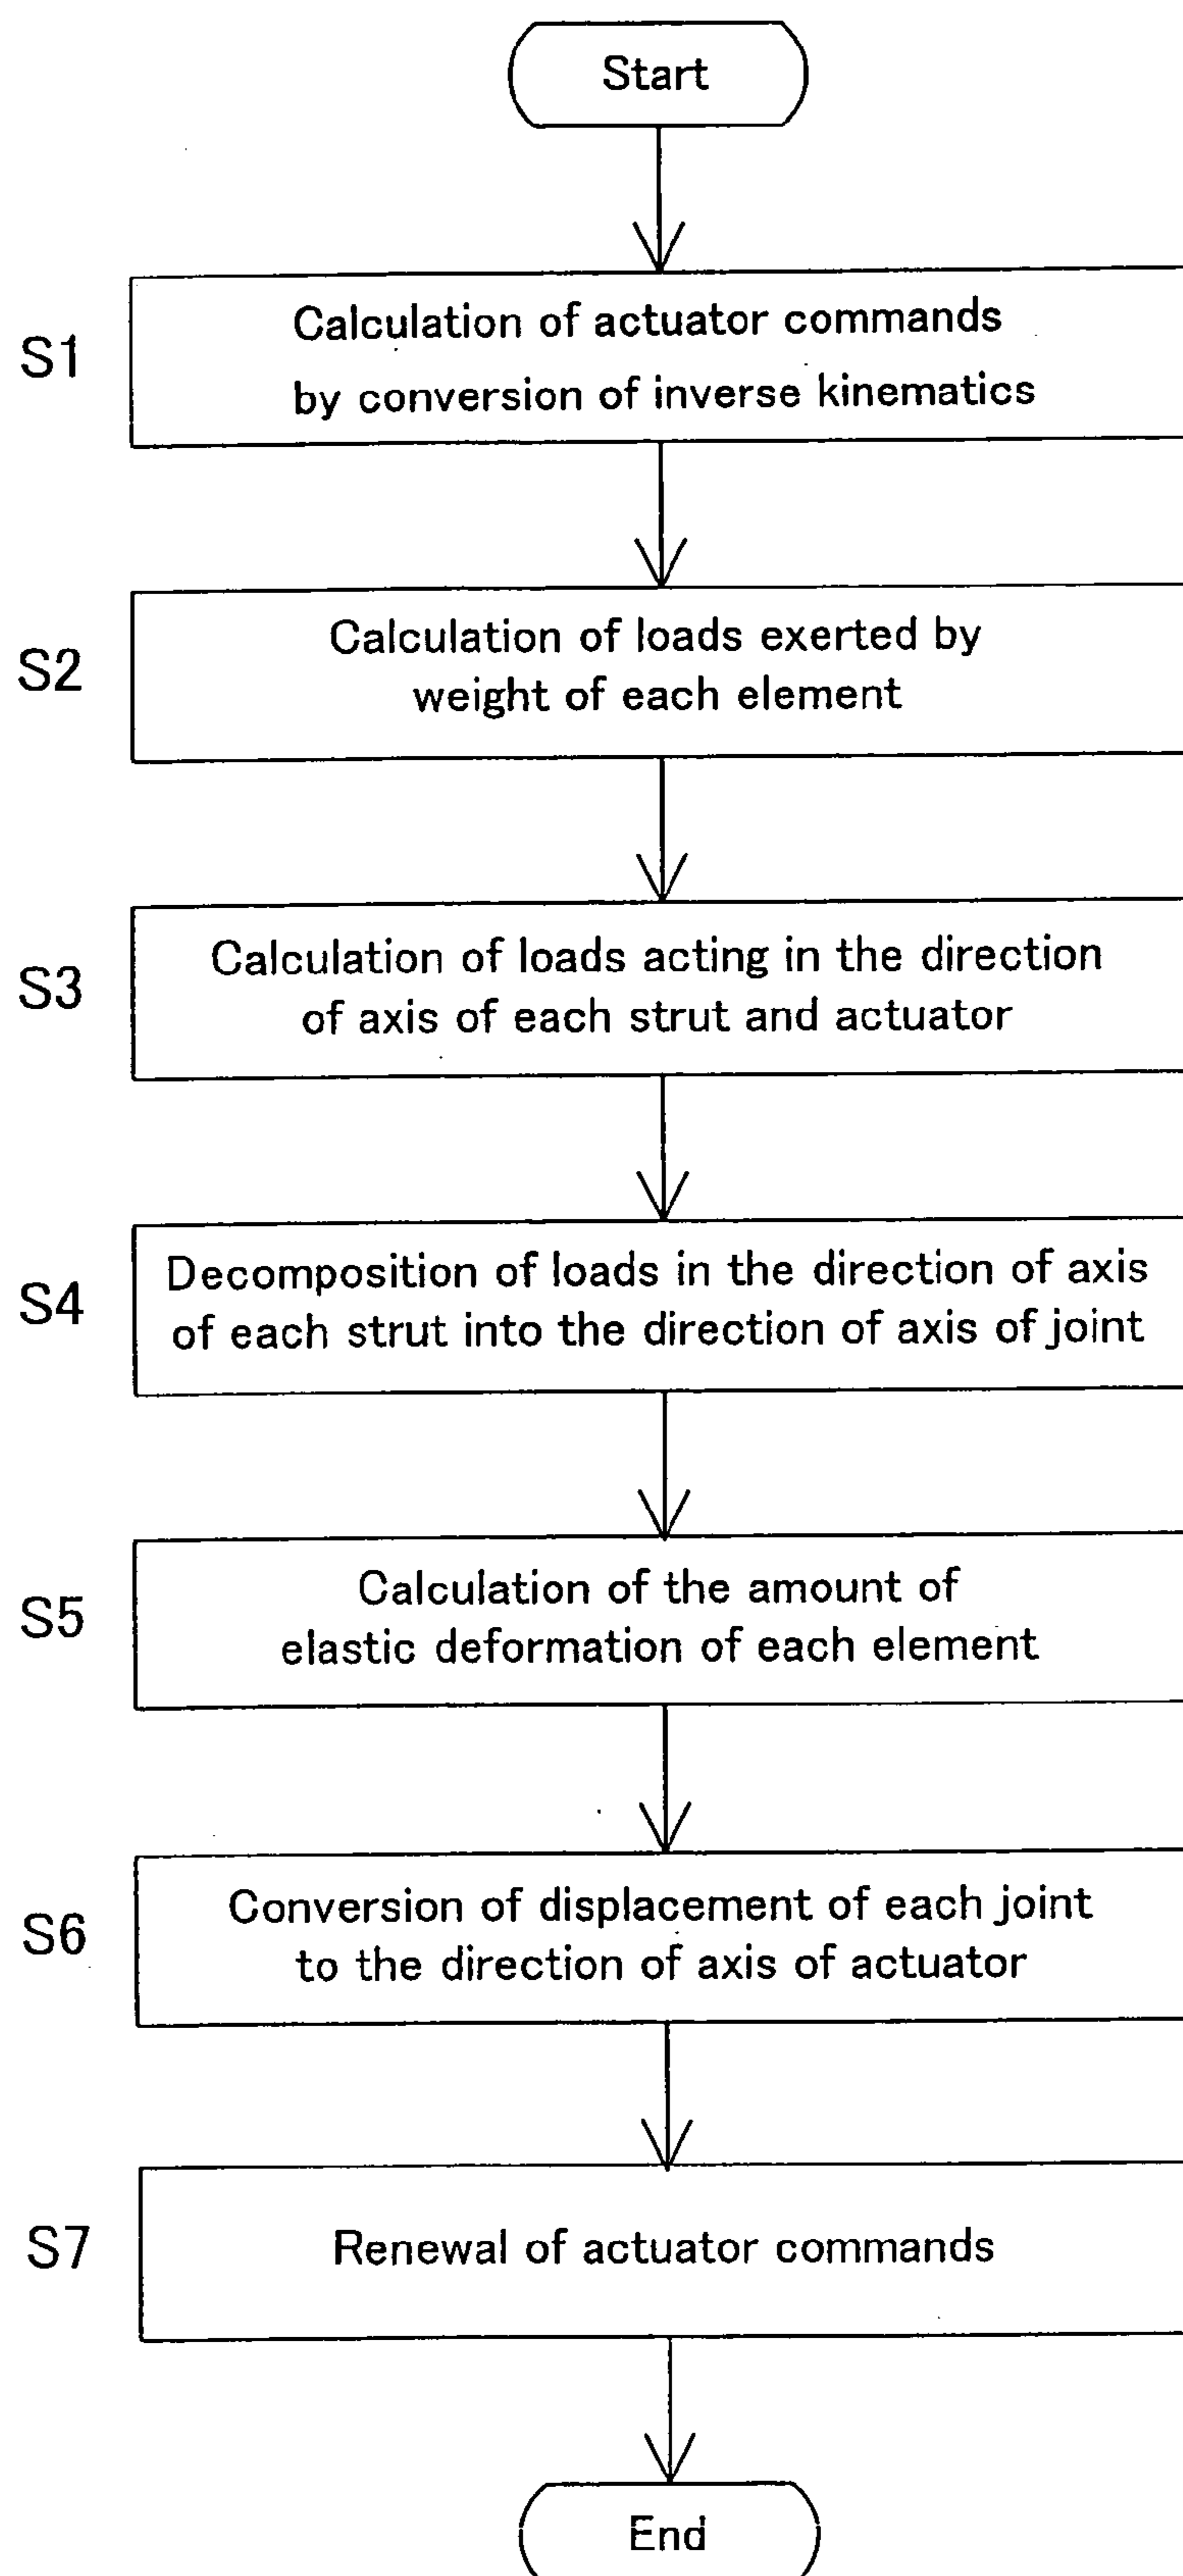 Start
S1
Calculation of actuator commands
by conversion of inverse kinematics
S2
Calculation of loads exerted by
weight of each element
S3
Calculation of loads acting in the direction
of axis of each strut and actuator
S4
Decomposition of loads in the direction of axis
of each strut into the direction of axis of joint
S5
Calculation of the amount of
elastic deformation of each element
S6
Conversion of displacement of each joint
to the direction of axis of actuator
S7
Renewal of actuator commands
End